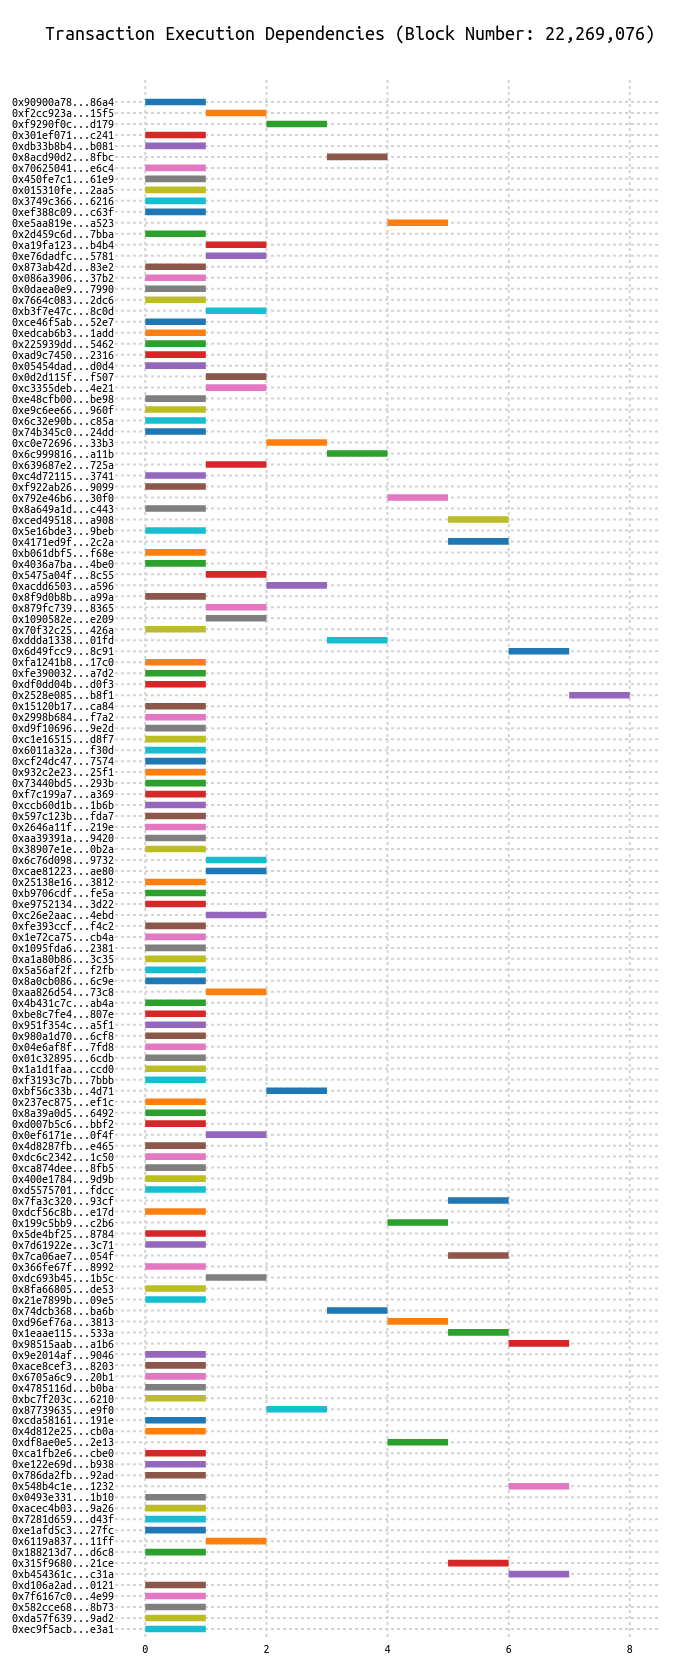 Transaction Execution Dependencies (Block Number: 22,269,076)
0x90900a78...86a4
0xf2cc923a...15f5
0xf9290f0c...d179
0x301ef071...c241
0xdb33b8b4...b081
0x8acd90d2...8fbc
0x70625041...e6c4
0x450fe7c1...61e9
0x015310fe...2aa5
0x3749c366...6216
0xef388c09...c63f
0xe5aa819e...a523
0x2d459c6d...7bba
0xa19fa123...b4b4
0xe76dadfc...5781
0x873ab42d...83e2
0x086a3906...37b2
0x0daea0e9...7990
0x7664c083...2dc6
0xb3f7e47c...8c0d
0xce46f5ab...52e7
0xedcab6b3...1add
0x225939dd...5462
0xad9c7450...2316
0x05454dad...d0d4
0x0d2d115f...f507
0xc3355deb...4e21
0xe48cfb00...be98
0xe9c6ee66...960f
0x6c32e90b...c85a
0x74b345c0...24dd
0xc0e72696...33b3
0x6c999816...a11b
0x639687e2...725a
0xc4d72115...3741
0xf922ab26...9099
0x792e46b6...30f0
0x8a649a1d...c443
0xced49518...a908
0x5e16bde3...9beb
0x4171ed9f...2c2a
0xb061dbf5...f68e
0x4036a7ba...4be0
0x5475a04f...8c55
0xacdd6503...a596
0x8f9d0b8b...a99a
0x879fc739...8365
0x1090582e...e209
0x70f32c25...426a
0xddda1338...01fd
0x6d49fcc9...8c91
0xfa1241b8...17c0
0xfe390032...a7d2
0xdf0dd04b...d0f3
0x2528e085...b8f1
0x15120b17...ca84
0x2998b684...f7a2
0xd9f10696...9e2d
0xc1e16515...d8f7
0x6011a32a...f30d
0xcf24dc47...7574
0x932c2e23...25f1
0x73440bd5...293b
0xf7c199a7...a369
0xccb60d1b...1b6b
0x597c123b...fda7
0x2646a11f...219e
0xaa39391a...9420
0x38907e1e...0b2a
0x6c76d098...9732
0xcae81223...ae80
0x25138e16...3812
0xb9706cdf...fe5a
0xe9752134...3d22
0xc26e2aac...4ebd
0xfe393ccf...f4c2
0x1e72ca75...cb4a
0x1095fda6...2381
0xa1a80b86...3c35
0x5a56af2f...f2fb
0x8a0cb086...6c9e
0xaa826d54...73c8
0x4b431c7c...ab4a
0xbe8c7fe4...807e
0x951f354c...a5f1
0x980a1d70...6cf8
0x04e6af8f...7fd8
0x01c32895...6cdb
0x1a1d1faa...ccd0
0xf3193c7b...7bbb
0xbf56c33b...4d71
0x237ec875...ef1c
0x8a39a0d5...6492
0xd007b5c6...bbf2
0x0ef6171e...0f4f
0x4d8287fb...e465
0xdc6c2342...1c50
0xca874dee...8fb5
0x400e1784...9d9b
0xd5575701...fdcc
0x7fa3c320...93cf
0xdcf56c8b...e17d
0x199c5bb9...c2b6
0x5de4bf25...8784
0x7d61922e...3c71
0x7ca06ae7...054f
0x366fe67f...8992
0xdc693b45...1b5c
0x8fa66805...de53
0x21e7899b...09e5
0x74dcb368...ba6b
0xd96ef76a...3813
0x1eaae115...533a
0x98515aab...a1b6
0x9e2014af...9046
0xace8cef3...8203
0x6705a6c9...20b1
0x4785116d...b0ba
0xbc7f203c...6210
0x87739635...e9f0
0xcda58161...191e
0x4d812e25...cb0a
0xdf8ae0e5...2e13
0xca1fb2e6...cbe0
0xe122e69d...b938
0x786da2fb...92ad
0x548b4c1e...1232
0x0493e331...1b10
0xacec4b03...9a26
0x7281d659...d43f
0xe1afd5c3...27fc
0x6119a837...11ff
0x188213d7...d6c8
0x315f9680...21ce
0xb454361c...c31a
0xd106a2ad...0121
0x7f6167c0...4e99
0x582cce68...8b73
0xda57f639...9ad2
0xec9f5acb...e3a1
0 2 4 6 8